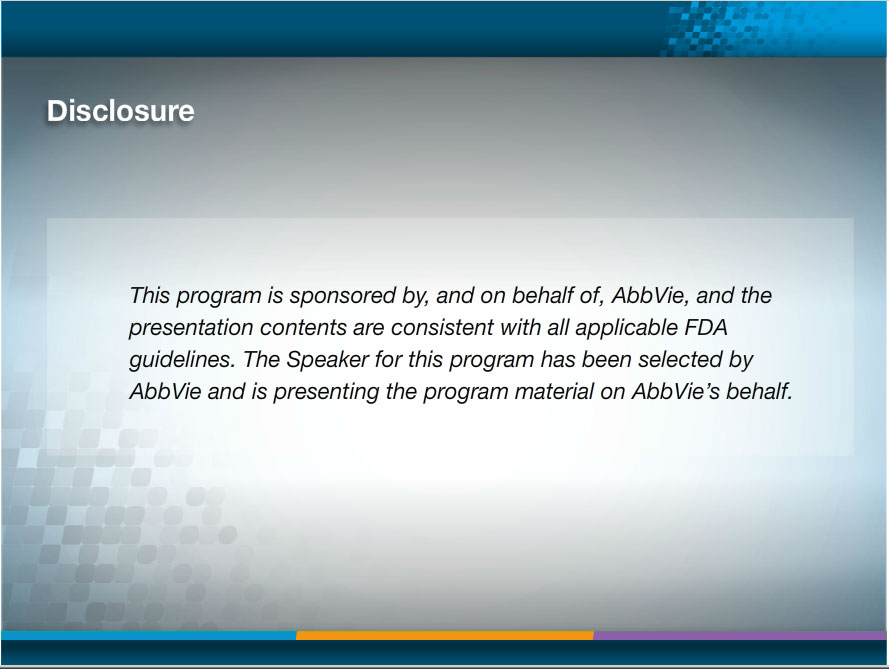 Disclosure
This program is sponsored by, and on behalf of, AbbVie, and the
presentation contents are consistent with all applicable FDA
guidelines. The Speaker for this program has been selected by
AbbVie and is presenting the program material on AbbVie’s behalf.